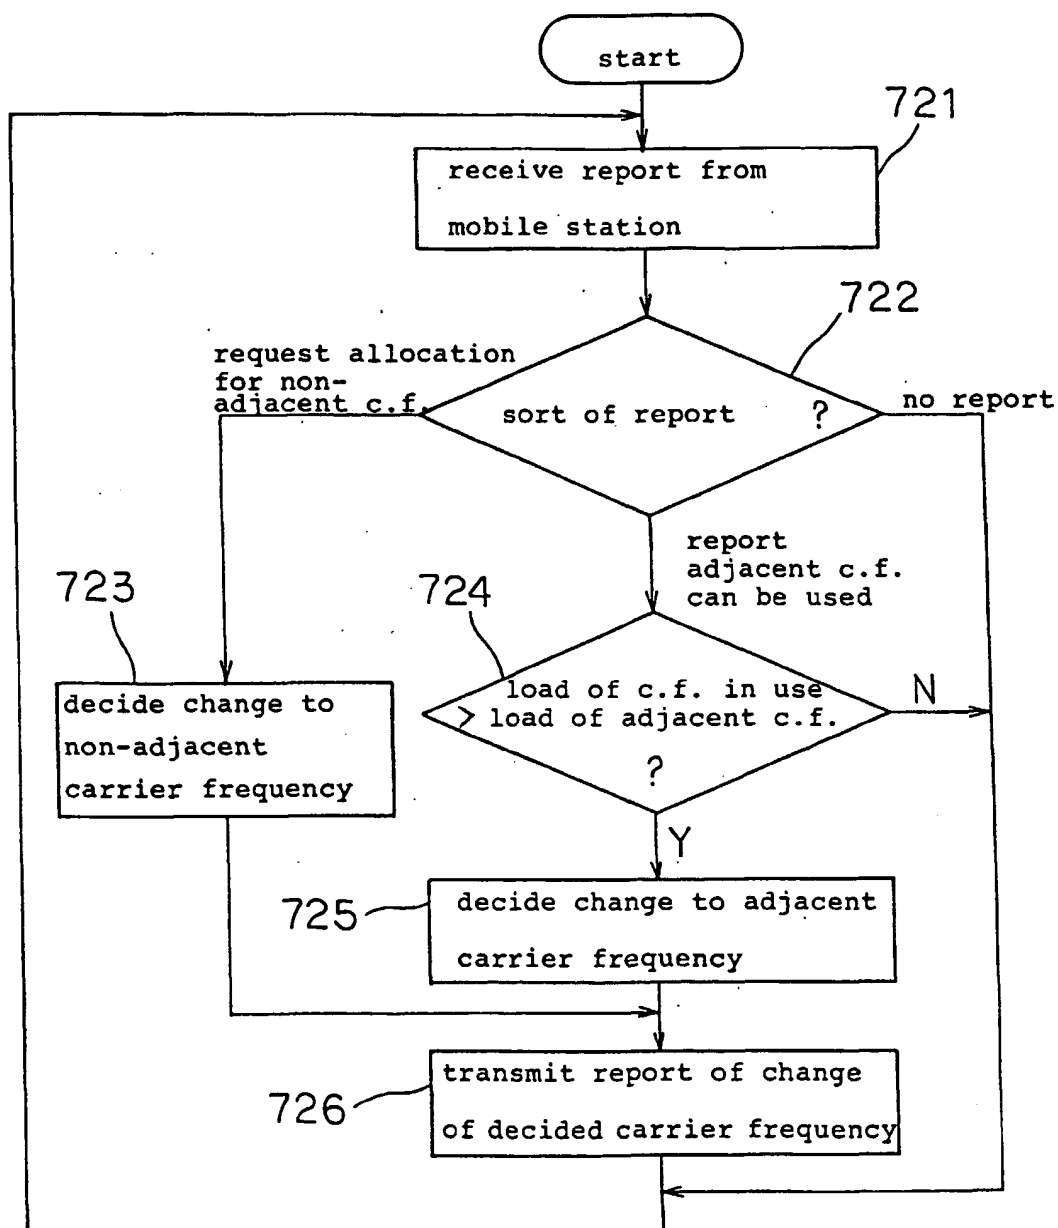 start
721
receive report from
mobile station
722
request allocation
for non-
adjacent c.f.
sort of report ?
no report
report
adjacent c.f.
can be used
723
724
decide change to
non-adjacent
carrier frequency
load of c.f. in use
> load of adjacent c.f.
?
N
Y
725
decide change to adjacent
carrier frequency
726
transmit report of change
of decided carrier frequency